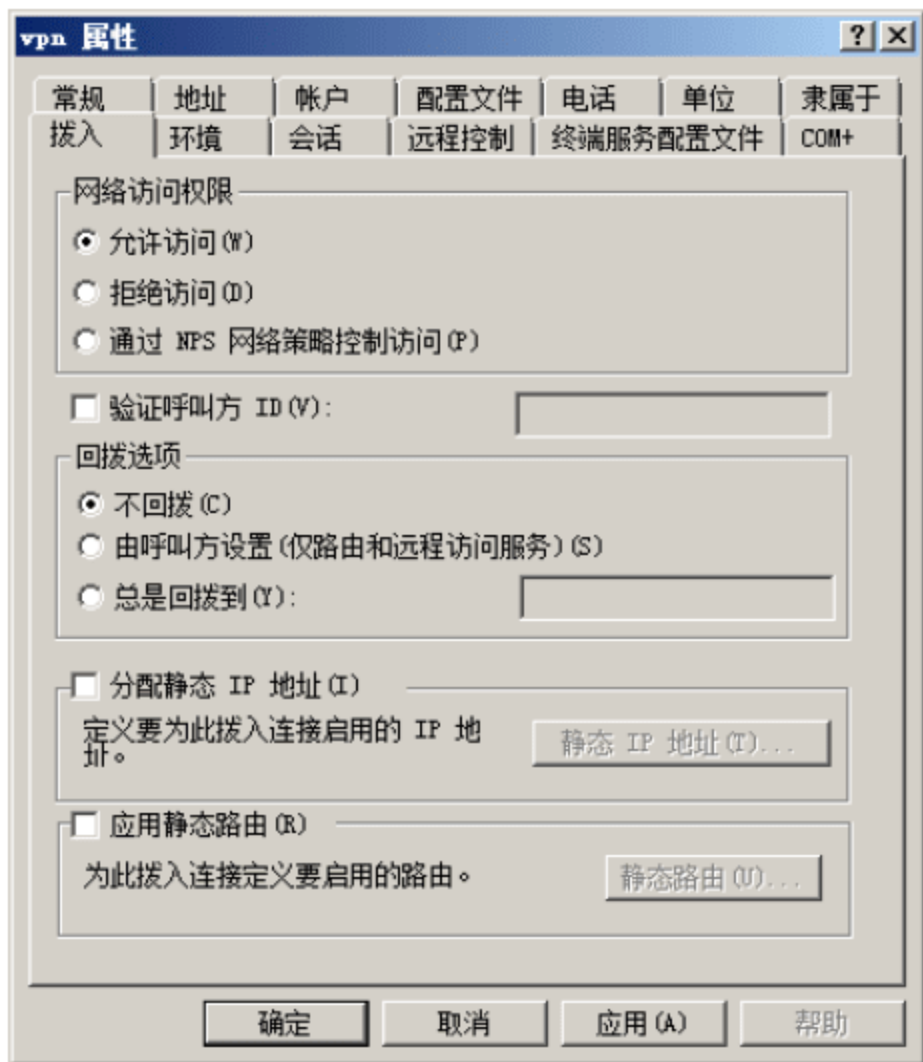 vpn 属性
常规 地址 帐户 配置文件 电话 单位 隶属于
拨入 环境 会话 远程控制 终端服务配置文件 COM+
网络访问权限
允许访问(W)
拒绝访问(D)
通过 NPS 网络策略控制访问(P)
验证呼叫方 ID(V):
回拨选项
不回拨(C)
由呼叫方设置(仅路由和远程访问服务)(S)
总是回拨到(Y):
分配静态 IP 地址(I)
定义要为此拨入连接启用的 IP 地
址。
静态 IP 地址(T)...
应用静态路由(R)
为此拨入连接定义要启用的路由。
静态路由(U)...
确定 取消 应用(A) 帮助